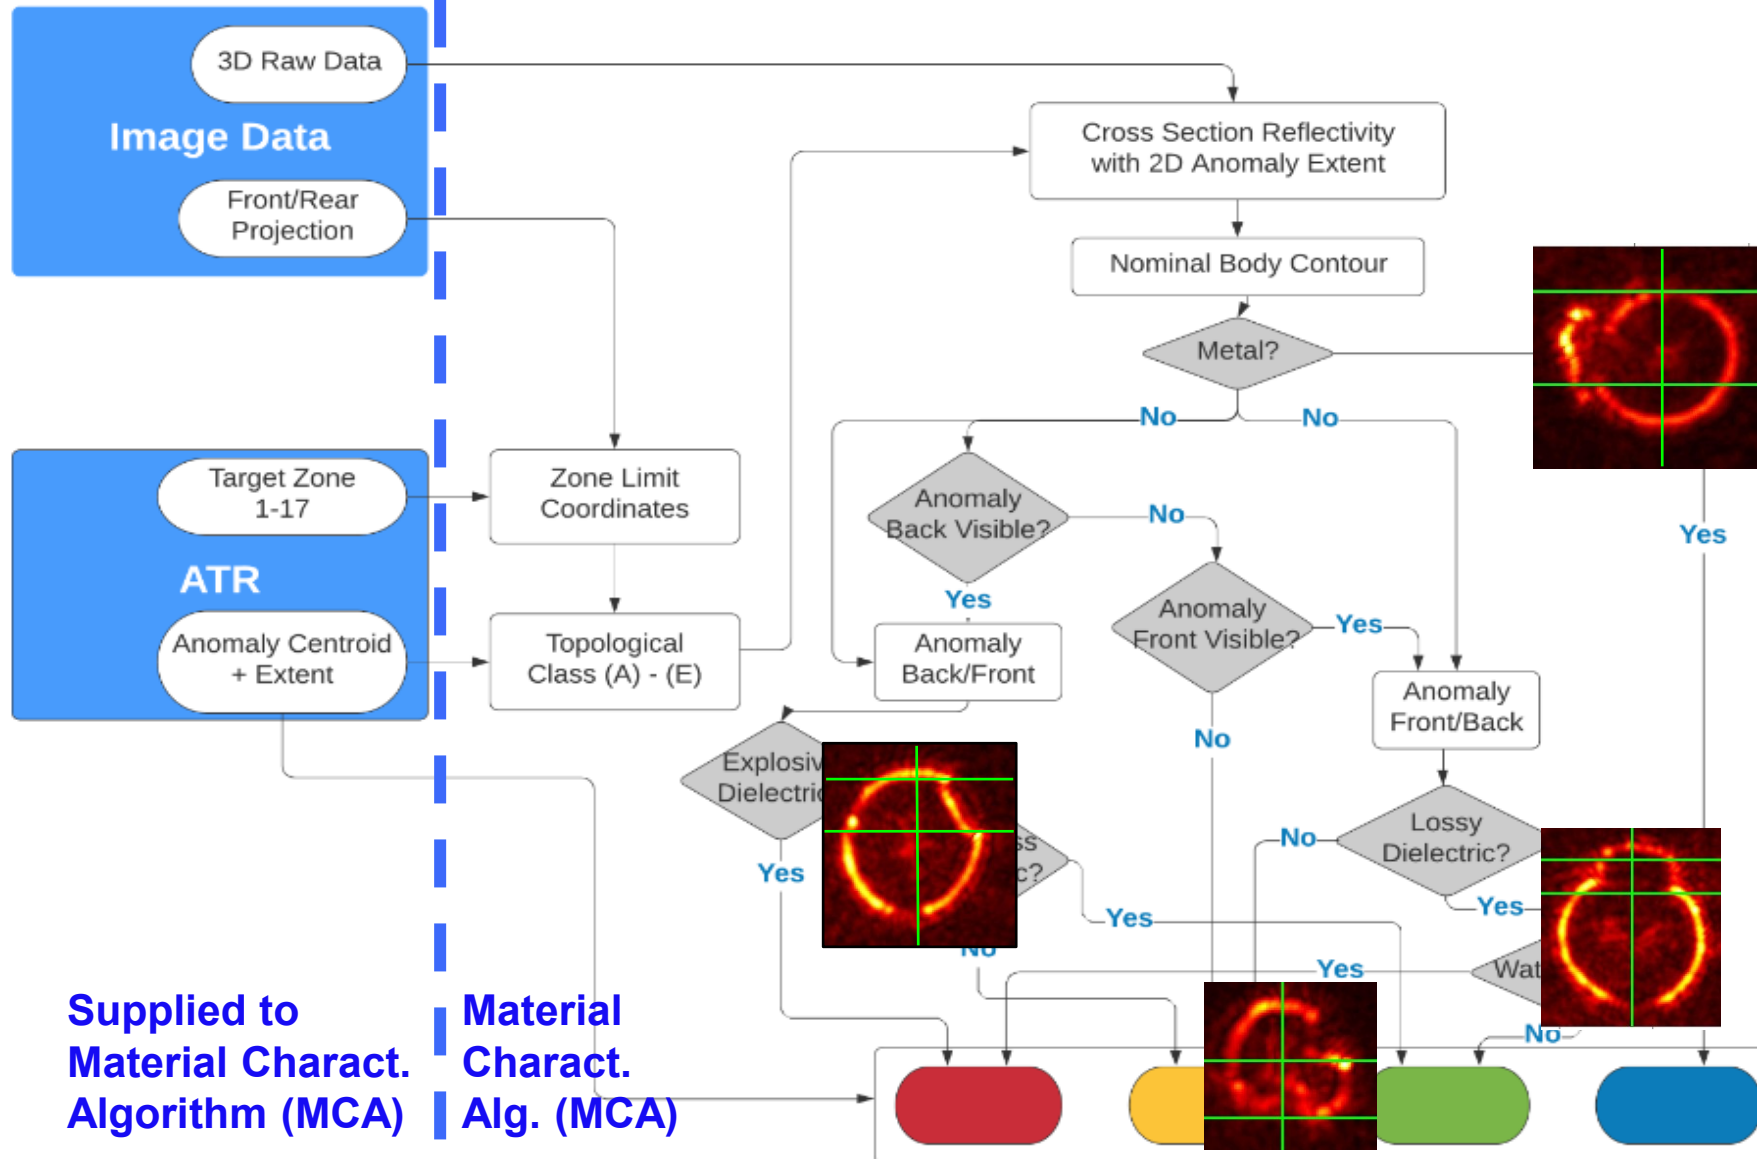 3D Raw Data
Image Data
Front/Rear
Projection
Cross Section Reflectivity
with 2D Anomaly Extent
Nominal Body Contour
Metal?
No
No
Yes
Target Zone
1-17
ATR
Anomaly Centroid
+ Extent
Zone Limit
Coordinates
Topological
Class (A) - (E)
Anomaly
Back Visible?
No
Yes
Anomaly
Front Visible?
Yes
No
Anomaly
Back/Front
Anomaly
Front/Back
Yes
No
Lossy
Dielectric?
No
Yes
Yes
Yes
No
Supplied to
Material Charact.
Algorithm (MCA)
Material
Charact.
Alg. (MCA)